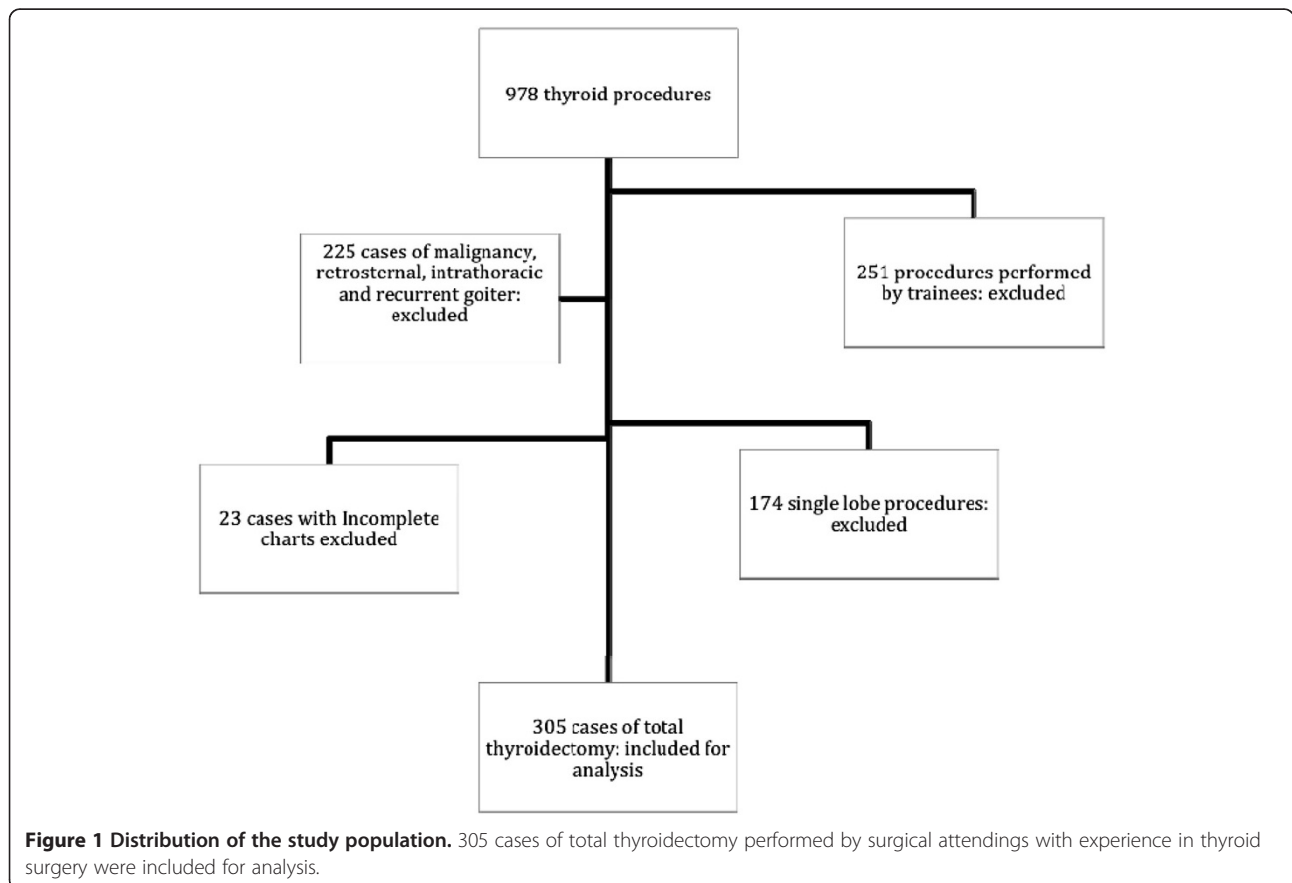 978 thyroid procedures
225 cases of malignancy,
retrosternal, intrathoracic
and recurrent goiter:
excluded
251 procedures performed
by trainees: excluded
23 cases with Incomplete
charts excluded
174 single lobe procedures:
excluded
305 cases of total
thyroidectomy: included for
analysis
Figure 1 Distribution of the study population. 305 cases of total thyroidectomy performed by surgical attendings with experience in thyroid
surgery were included for analysis.